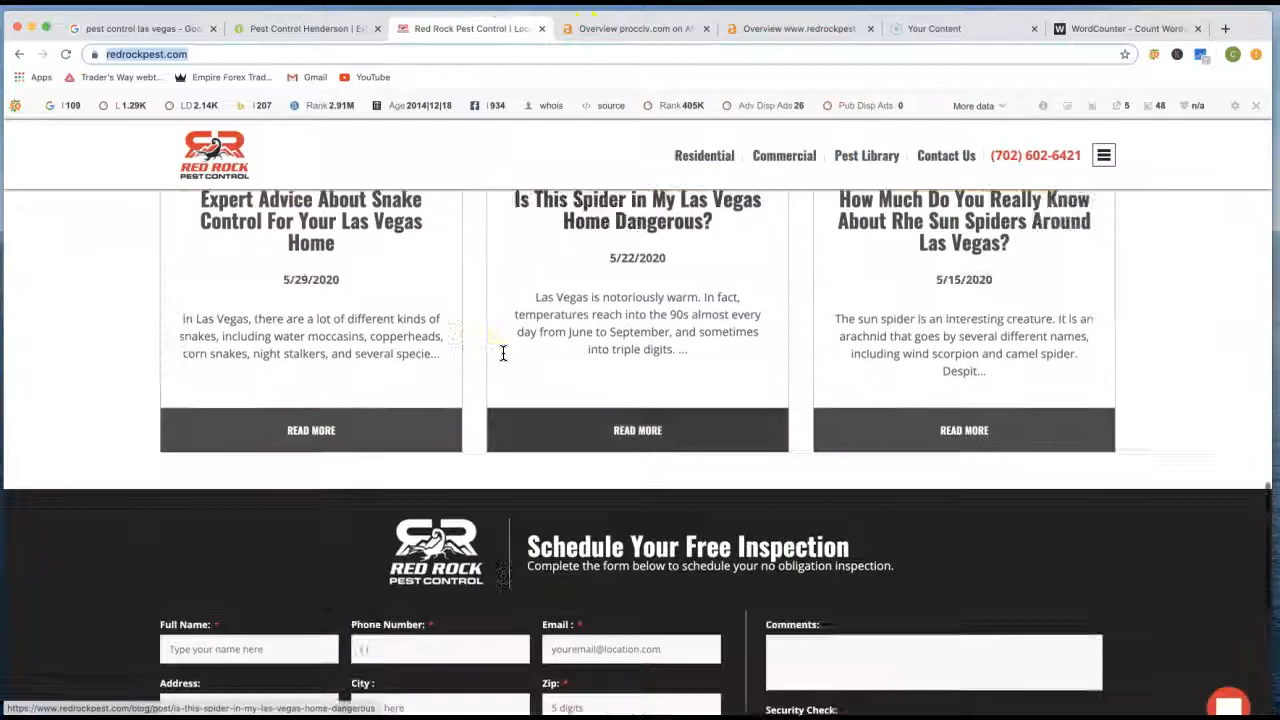 pest control las vegas - Goo
Pest Control Henderson | Ex
Red Rock Pest Control | Loc
Overview procciv.com on A
Overview www.redrockpest
Your Content
WordCounter - Count Wor
redrockpest.com
Apps
Trader's Way webt...
Empire Forex Trad...
Gmail
YouTube
I 109
L 1.29K
LD 2.14K
I 207
Rank 2.91M
Age 2014|12|18
I 934
whois
source
Rank 405K
Adv Disp Ads 26
Pub Disp Ads 0
More data
5
48
n/a
RED ROCK
PEST CONTROL
Residential
Commercial
Pest Library
Contact Us
(702) 602-6421
Expert Advice About Snake
Control For Your Las Vegas
Home
5/29/2020
In Las Vegas, there are a lot of different kinds of
snakes, including water moccasins, copperheads,
corn snakes, night stalkers, and several specie...
READ MORE
Is This Spider in My Las Vegas
Home Dangerous?
5/22/2020
Las Vegas is notoriously warm. In fact,
temperatures reach into the 90s almost every
day from June to September, and sometimes
into triple digits. ...
READ MORE
How Much Do You Really Know
About Rhe Sun Spiders Around
Las Vegas?
5/15/2020
The sun spider is an interesting creature. It is an
arachnid that goes by several different names,
including wind scorpion and camel spider.
Despit...
READ MORE
RED ROCK
PEST CONTROL
Schedule Your Free Inspection
Complete the form below to schedule your no obligation inspection.
Full Name: *
Phone Number: *
Email : *
Comments:
Type your name here
( )
youremail@location.com
Address:
City :
Zip: *
Security Check:
here
5 digits
https://www.redrockpest.com/blog/post/is-this-spider-in-my-las-vegas-home-dangerous